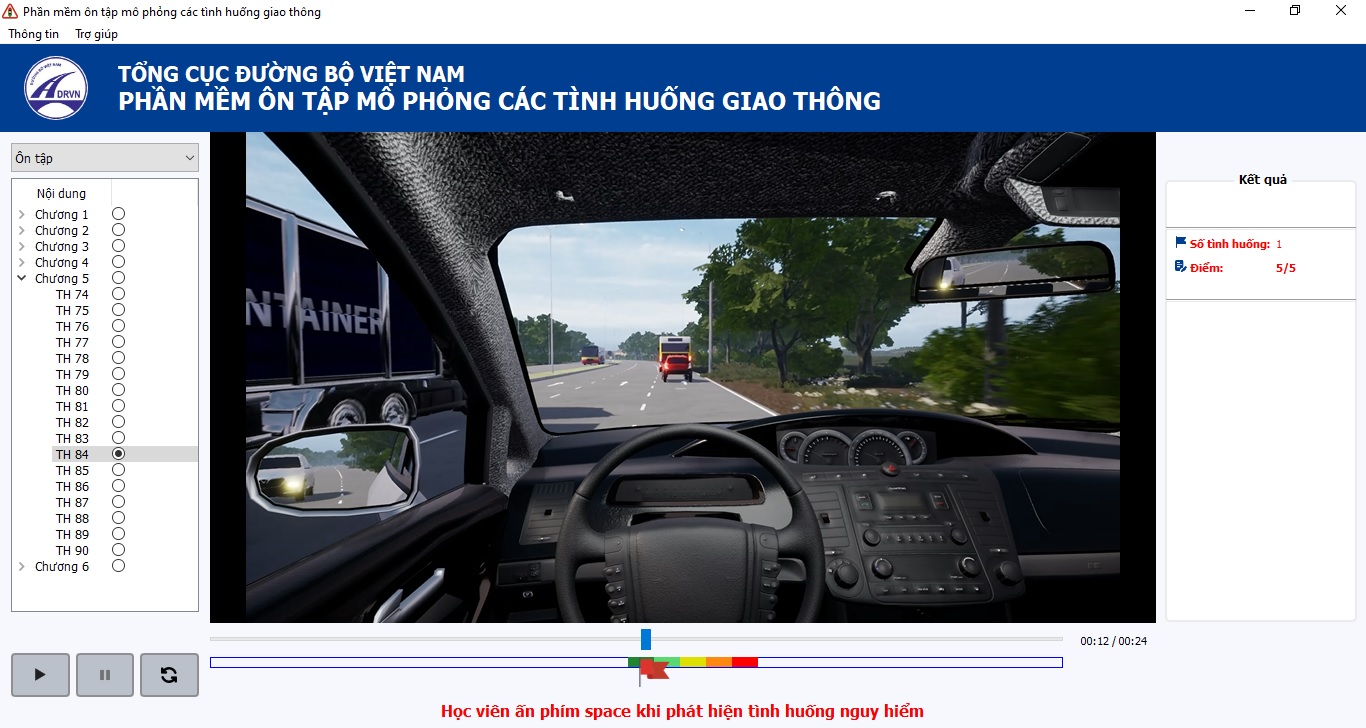 Phần mềm ôn tập mô phỏng các tình huống giao thông
Thông tin Trợ giúp
ĐƯỜNG BỘ VIỆT NAM
DRVN
TỔNG CỤC ĐƯỜNG BỘ VIỆT NAM
PHẦN MỀM ÔN TẬP MÔ PHỎNG CÁC TÌNH HUỐNG GIAO THÔNG
Ôn tập
Nội dung
Chương 1
Chương 2
Chương 3
Chương 4
Chương 5
TH 74
TH 75
TH 76
TH 77
TH 78
TH 79
TH 80
TH 81
TH 82
TH 83
TH 84
TH 85
TH 86
TH 87
TH 88
TH 89
TH 90
Chương 6
NTAINER
Kết quả
Số tình huống: 1
Điểm: 5/5
00:12 / 00:24
Học viên ấn phím space khi phát hiện tình huống nguy hiểm